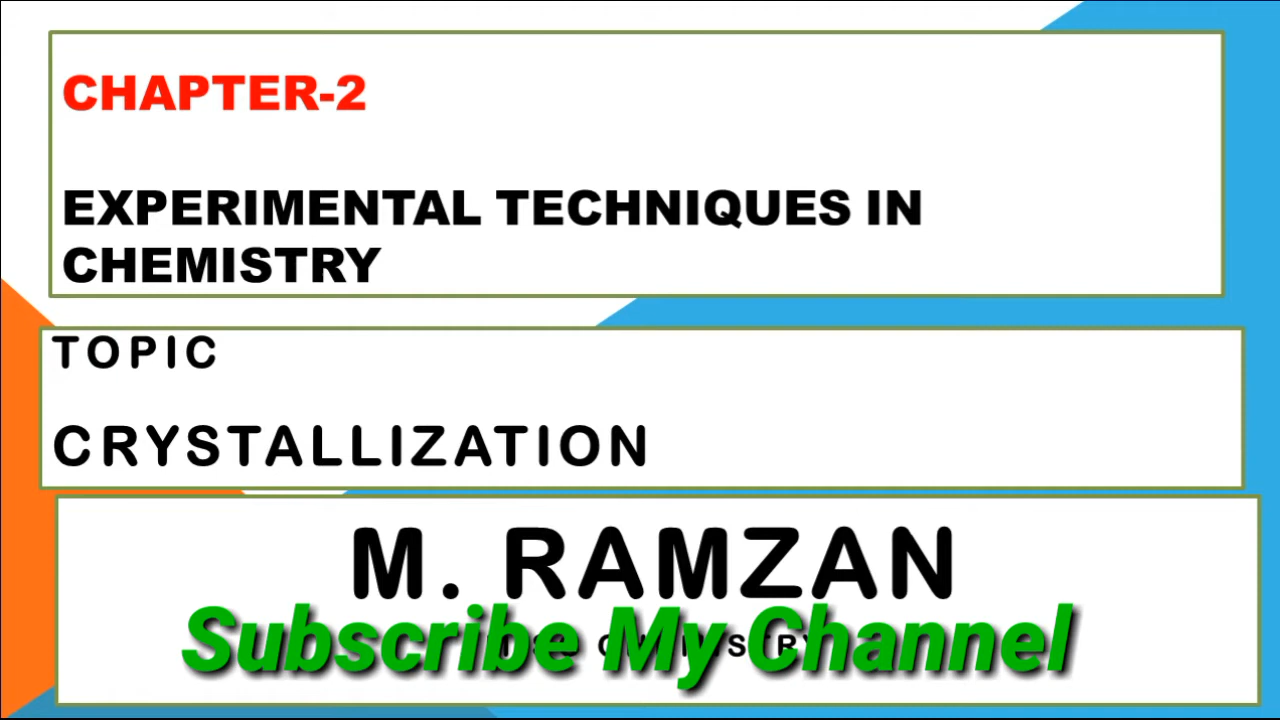 CHAPTER-2
EXPERIMENTAL TECHNIQUES IN
CHEMISTRY
TOPIC
CRYSTALLIZATION
M. RAMZAN
Subscribe My Channel